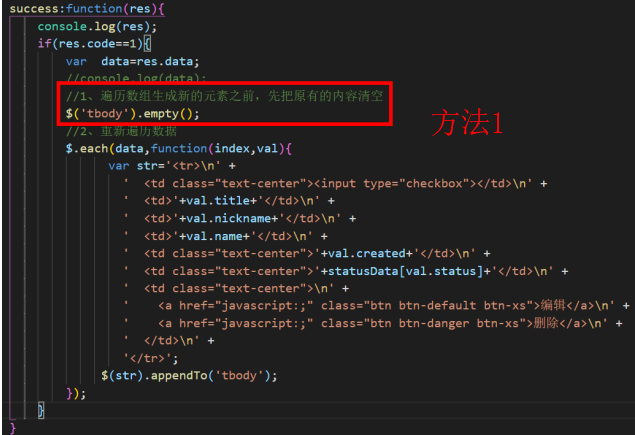 success:function(res){
console.log(res);
if(res.code==1){
var  data=res.data;
//console.log(data);
//1、遍历数组生成新的元素之前，先把原有的内容清空
$('tbody').empty();
方法1
//2、重新遍历数据
$.each(data,function(index,val){
var str='<tr>\n' +
'  <td class="text-center"><input type="checkbox"></td>\n' +
'  <td>'+val.title+'</td>\n' +
'  <td>'+val.nickname+'</td>\n' +
'  <td>'+val.name+'</td>\n' +
'  <td class="text-center">'+val.created+'</td>\n' +
'  <td class="text-center">'+statusData[val.status]+'</td>\n' +
'  <td class="text-center">\n' +
'    <a href="javascript:;" class="btn btn-default btn-xs">编辑</a>\n' +
'    <a href="javascript:;" class="btn btn-danger btn-xs">删除</a>\n' +
'  </td>\n' +
'</tr>';
$(str).appendTo('tbody');
});
}
}